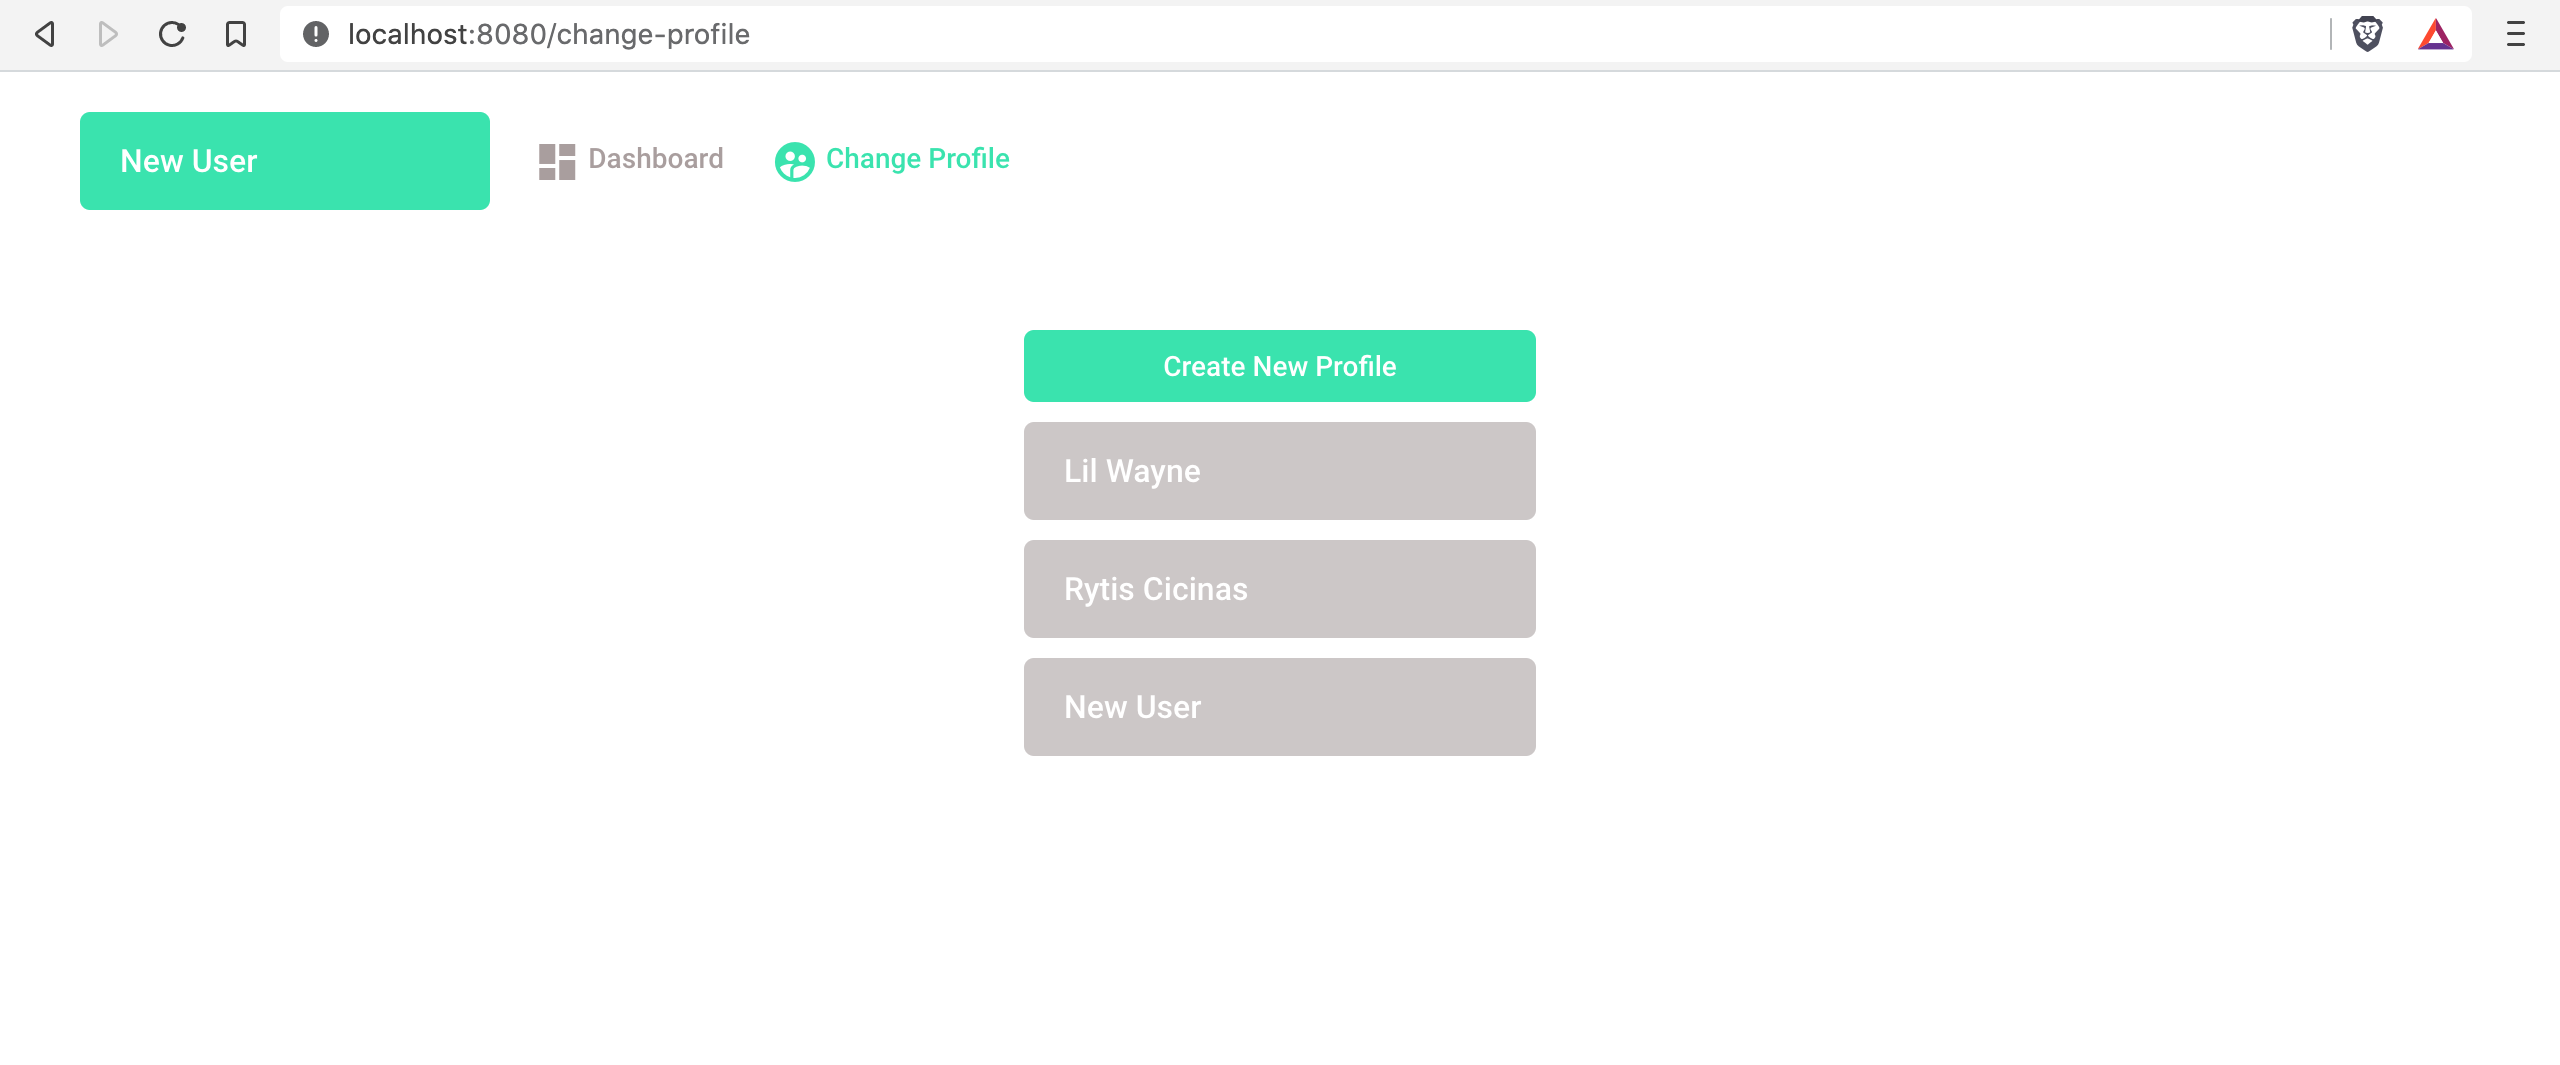 localhost:8080/change-profile
New User
Dashboard
Change Profile
Create New Profile
Lil Wayne
Rytis Cicinas
New User